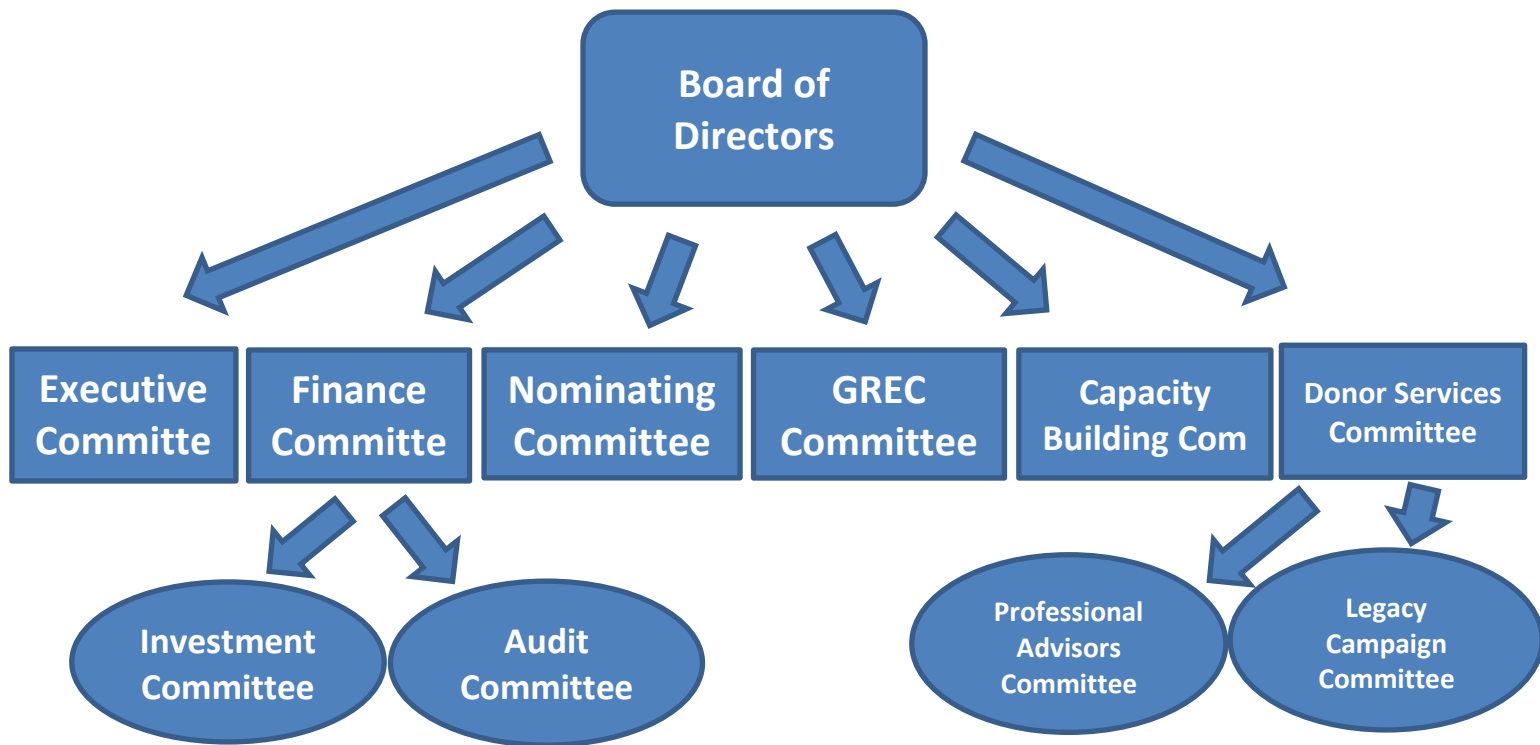 Board of
Directors
Executive
Committe
Finance
Committe
Nominating
Committee
GREC
Committee
Capacity
Building Com
Donor Services
Committee
Investment
Committee
Audit
Committee
Professional
Advisors
Committee
Legacy
Campaign
Committee